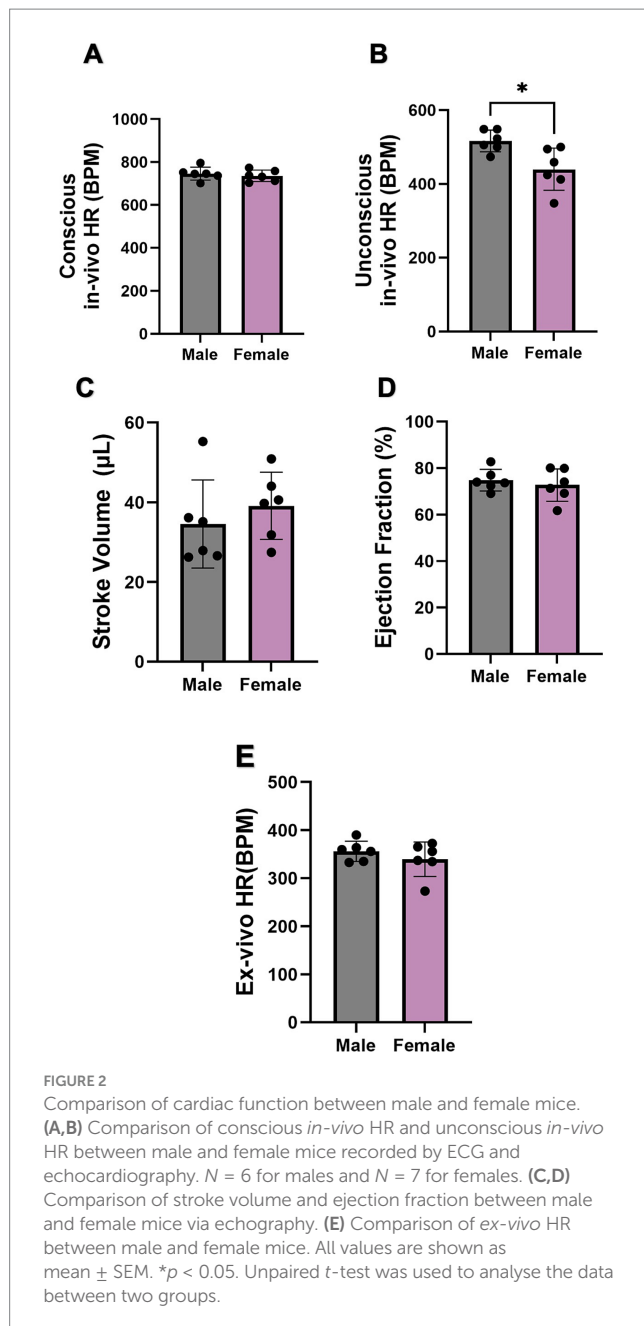 A
Conscious
in-vivo HR (BPM)
1000
800
600
400
200
0
Male Female
B
*
Unconscious
in-vivo HR (BPM)
600
400
200
0
Male Female
C
Stroke Volume (µL)
60
40
20
0
Male Female
D
Ejection Fraction (%)
100
80
60
40
20
0
Male Female
E
Ex-vivo HR(BPM)
500
400
300
200
100
0
Male Female
FIGURE 2
Comparison of cardiac function between male and female mice.
(A,B) Comparison of conscious in-vivo HR and unconscious in-vivo
HR between male and female mice recorded by ECG and
echocardiography. N = 6 for males and N = 7 for females. (C,D)
Comparison of stroke volume and ejection fraction between male
and female mice via echography. (E) Comparison of ex-vivo HR
between male and female mice. All values are shown as
mean ± SEM. *p < 0.05. Unpaired t-test was used to analyse the data
between two groups.